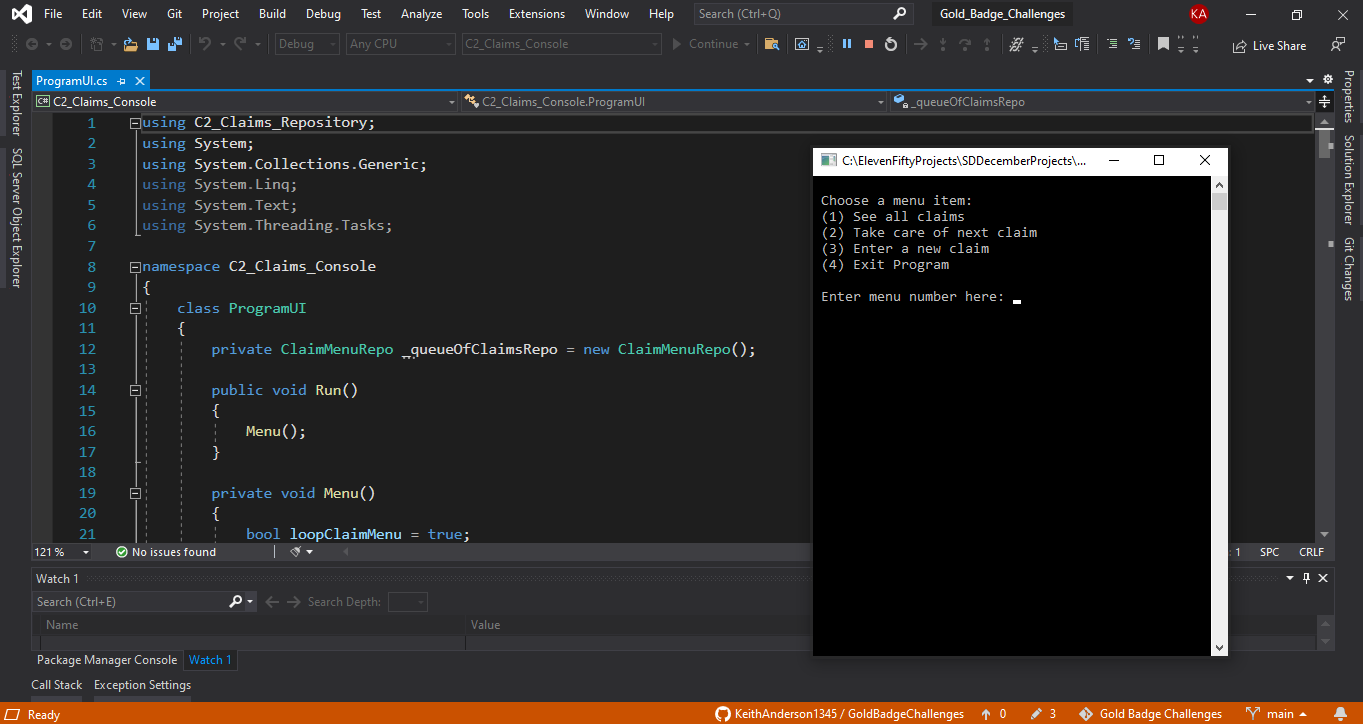 File Edit View Git Project Build Debug Test Analyze Tools Extensions Window Help Search (Ctrl+Q) Gold_Badge_Challenges KA
Debug Any CPU C2_Claims_Console Continue Live Share
Test Explorer
SQL Server Object Explorer
ProgramUI.cs
C# C2_Claims_Console C2_Claims_Console.ProgramUI _queueOfClaimsRepo
1 using C2_Claims_Repository;
2 using System;
3 using System.Collections.Generic;
4 using System.Linq;
5 using System.Text;
6 using System.Threading.Tasks;
7
8 namespace C2_Claims_Console
9 {
10 class ProgramUI
11 {
12 private ClaimMenuRepo _queueOfClaimsRepo = new ClaimMenuRepo();
13
14 public void Run()
15 {
16 Menu();
17 }
18
19 private void Menu()
20 {
21 bool loopClaimMenu = true;
C:\ElevenFiftyProjects\SDDecemberProjects\...
Choose a menu item:
(1) See all claims
(2) Take care of next claim
(3) Enter a new claim
(4) Exit Program
Enter menu number here:
Properties
Solution Explorer
Git Changes
121 % No issues found : 1 SPC CRLF
Watch 1
Search (Ctrl+E) Search Depth:
Name Value
Package Manager Console Watch 1
Call Stack Exception Settings
Ready KeithAnderson1345 / GoldBadgeChallenges 0 3 Gold Badge Challenges main